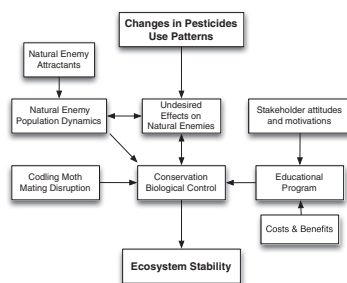 Changes in Pesticides
Use Patterns
Natural Enemy
Attractants
Natural Enemy
Population Dynamics
Undesired
Effects on
Natural Enemies
Stakeholder attitudes
and motivations
Codling Moth
Mating Disruption
Conservation
Biological Control
Educational
Program
Costs & Benefits
Ecosystem Stability